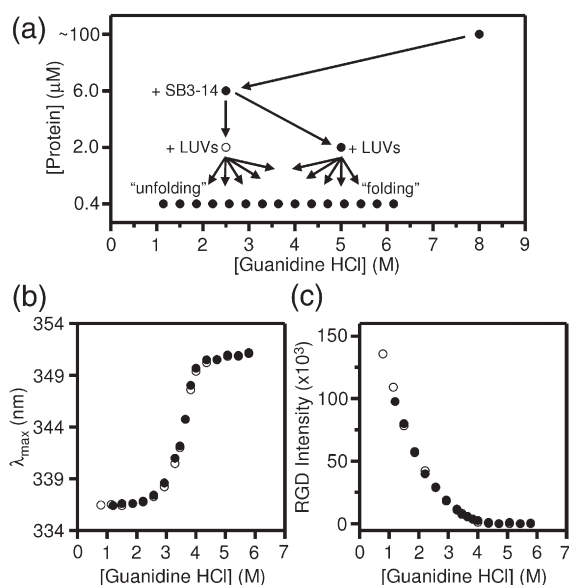 (a)
[Protein] (μM)
~100
6.0
2.0
0.4
+ SB3-14
+ LUVs
+ LUVs
“unfolding”
“folding”
0 1 2 3 4 5 6 7 8 9
[Guanidine HCl] (M)
(b)
λmax (nm)
354
349
344
339
334
0 1 2 3 4 5 6 7
[Guanidine HCl] (M)
(c)
RGD Intensity (x10³)
150
100
50
0
0 1 2 3 4 5 6 7
[Guanidine HCl] (M)